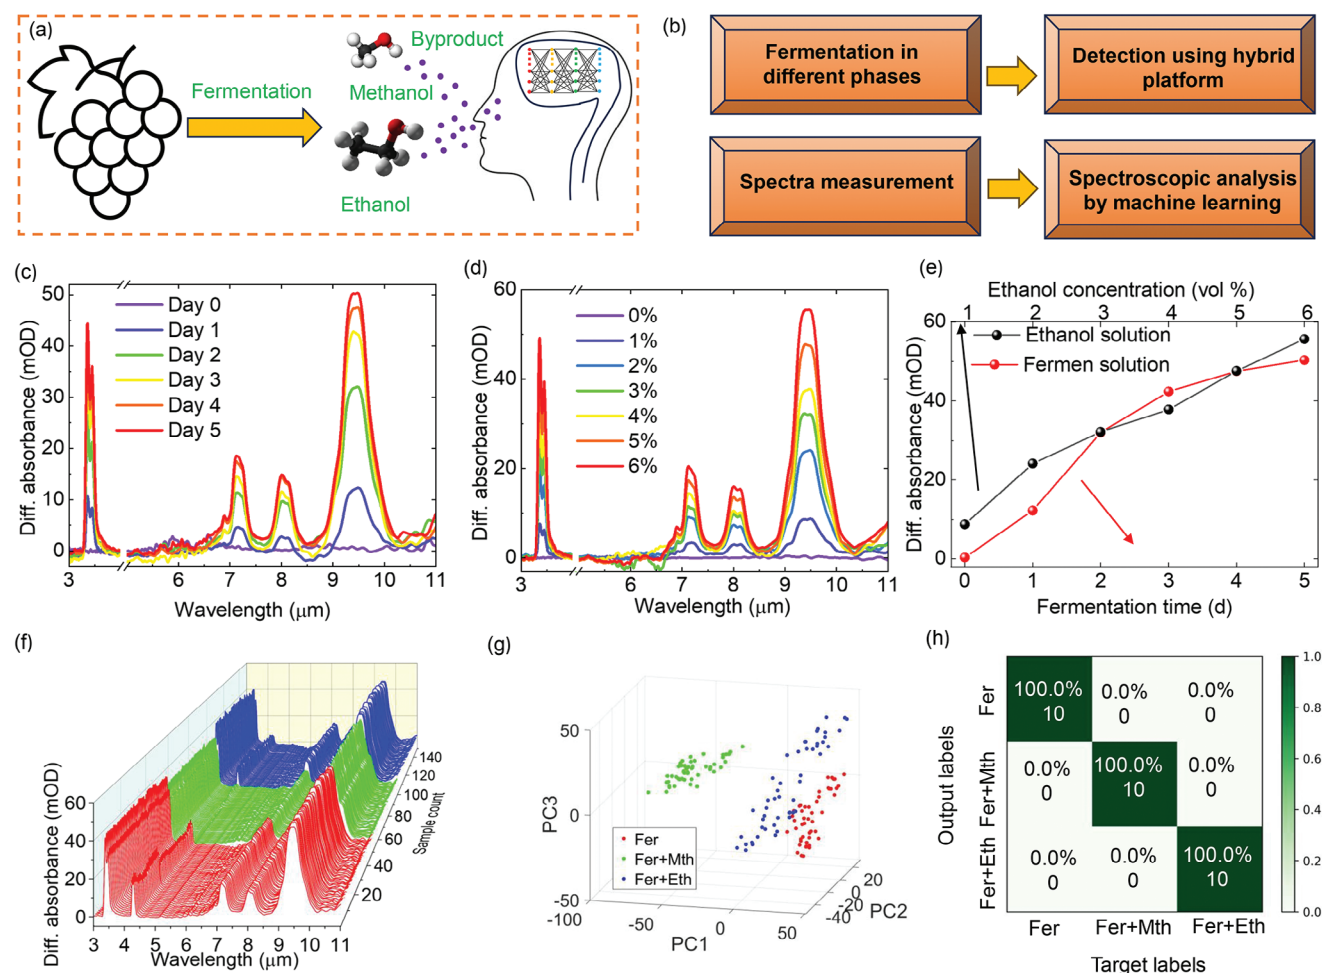 (a)
Byproduct
Fermentation
Methanol
Ethanol
(b)
Fermentation in
different phases
Detection using hybrid
platform
Spectra measurement
Spectroscopic analysis
by machine learning
(c)
50
40
30
20
10
0
Diff. absorbance (mOD)
Day 0
Day 1
Day 2
Day 3
Day 4
Day 5
3 6 7 8 9 10 11
Wavelength (μm)
(d)
60
40
20
0
Diff. absorbance (mOD)
0%
1%
2%
3%
4%
5%
6%
3 6 7 8 9 10 11
Wavelength (μm)
(e)
Ethanol concentration (vol %)
1 2 3 4 5 6
60
40
20
0
Diff. absorbance (mOD)
Ethanol solution
Fermen solution
0 1 2 3 4 5
Fermentation time (d)
(f)
60
40
20
0
Diff. absorbance (mOD)
3 4 5 6 7 8 9 10 11
Wavelength (μm)
140
120
100
80
60
40
20
Sample count
(g)
50
0
-50
PC3
Fer
Fer+Mth
Fer+Eth
-100 -50 0 50
PC1
20
0
-20
-40
PC2
(h)
Output labels
Fer
Fer+Mth
Fer+Eth
100.0% 0.0% 0.0%
10 0 0
0.0% 100.0% 0.0%
0 10 0
0.0% 0.0% 100.0%
0 0 10
Fer Fer+Mth Fer+Eth
Target labels
1.0
0.8
0.6
0.4
0.2
0.0